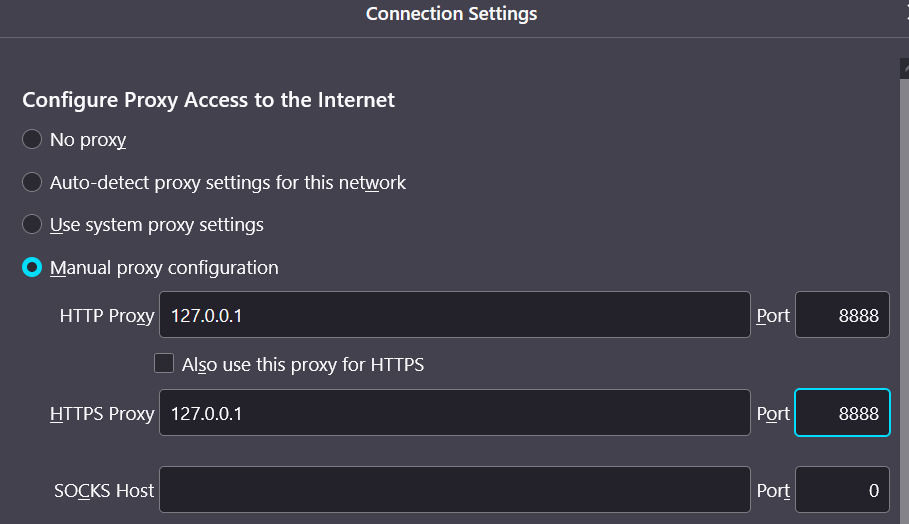 Connection Settings
Configure Proxy Access to the Internet
No proxy
Auto-detect proxy settings for this network
Use system proxy settings
Manual proxy configuration
HTTP Proxy 127.0.0.1 Port 8888
Also use this proxy for HTTPS
HTTPS Proxy 127.0.0.1 Port 8888
SOCKS Host Port 0